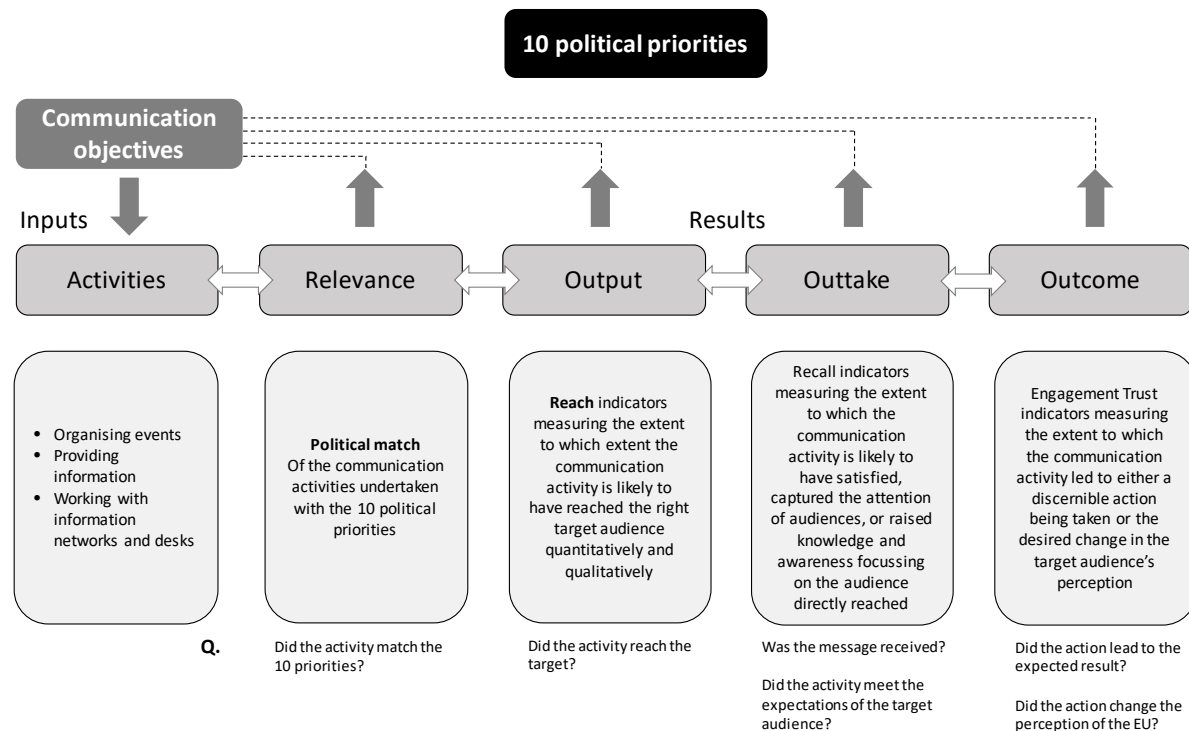 10 political priorities
Communication
objectives
Inputs
Results
Activities
Relevance
Output
Outtake
Outcome
• Organising events
• Providing
information
• Working with
information
networks and desks
Political match
Of the communication
activities undertaken
with the 10 political
priorities
Reach indicators
measuring the extent
to which extent the
communication
activity is likely to
have reached the right
target audience
quantitatively and
qualitatively
Recall indicators
measuring the extent
to which the
communication
activity is likely to
have satisfied,
captured the attention
of audiences, or raised
knowledge and
awareness focussing
on the audience
directly reached
Engagement Trust
indicators measuring
the extent to which
the communication
activity led to either a
discernible action
being taken or the
desired change in the
target audience’s
perception
Q.
Did the activity match the
10 priorities?
Did the activity reach the
target?
Was the message received?
Did the activity meet the
expectations of the target
audience?
Did the action lead to the
expected result?
Did the action change the
perception of the EU?